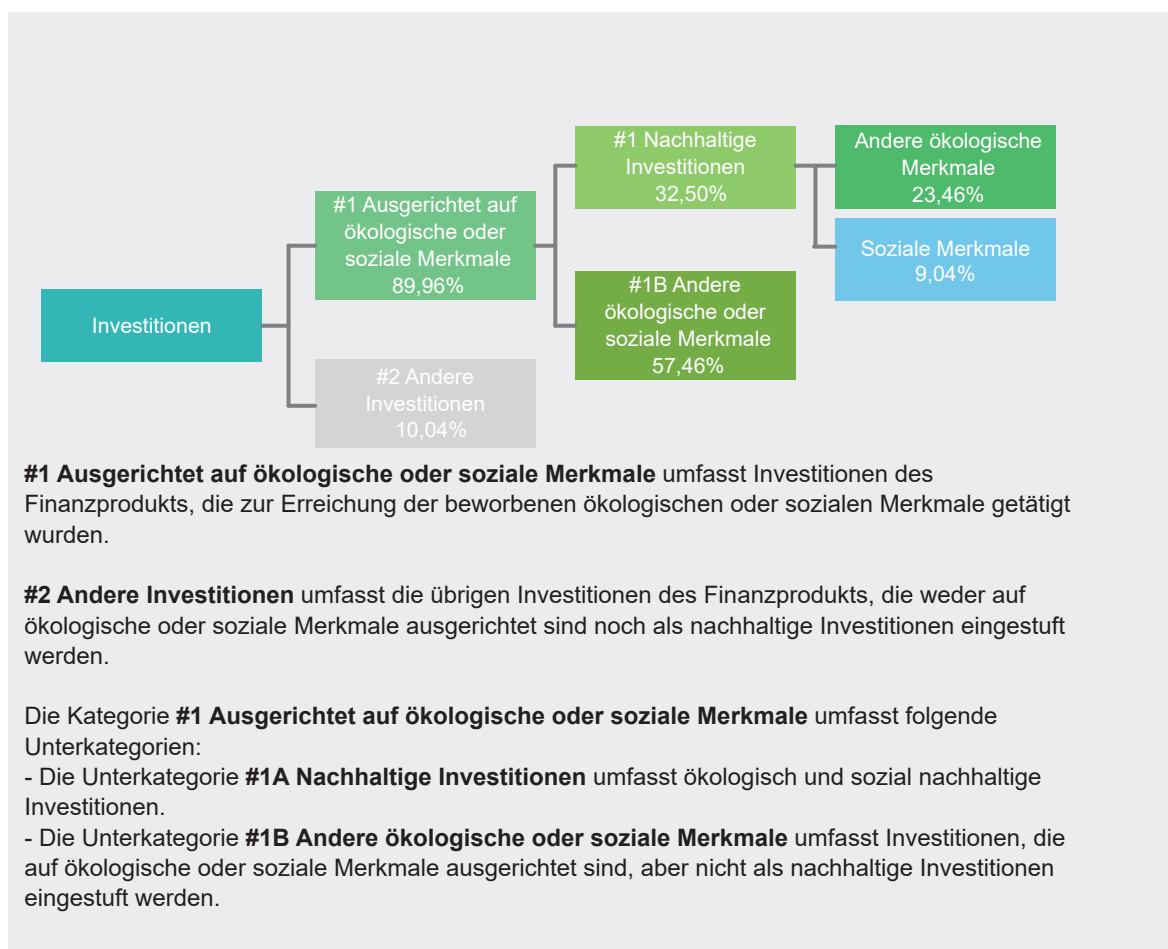 Investitionen
#1 Ausgerichtet auf
ökologische oder
soziale Merkmale
89,96%
#2 Andere
Investitionen
10,04%
#1 Nachhaltige
Investitionen
32,50%
#1B Andere
ökologische oder
soziale Merkmale
57,46%
Andere ökologische
Merkmale
23,46%
Soziale Merkmale
9,04%
#1 Ausgerichtet auf ökologische oder soziale Merkmale umfasst Investitionen des
Finanzprodukts, die zur Erreichung der beworbenen ökologischen oder sozialen Merkmale getätigt
wurden.
#2 Andere Investitionen umfasst die übrigen Investitionen des Finanzprodukts, die weder auf
ökologische oder soziale Merkmale ausgerichtet sind noch als nachhaltige Investitionen eingestuft
werden.
Die Kategorie #1 Ausgerichtet auf ökologische oder soziale Merkmale umfasst folgende
Unterkategorien:
- Die Unterkategorie #1A Nachhaltige Investitionen umfasst ökologisch und sozial nachhaltige
Investitionen.
- Die Unterkategorie #1B Andere ökologische oder soziale Merkmale umfasst Investitionen, die
auf ökologische oder soziale Merkmale ausgerichtet sind, aber nicht als nachhaltige Investitionen
eingestuft werden.